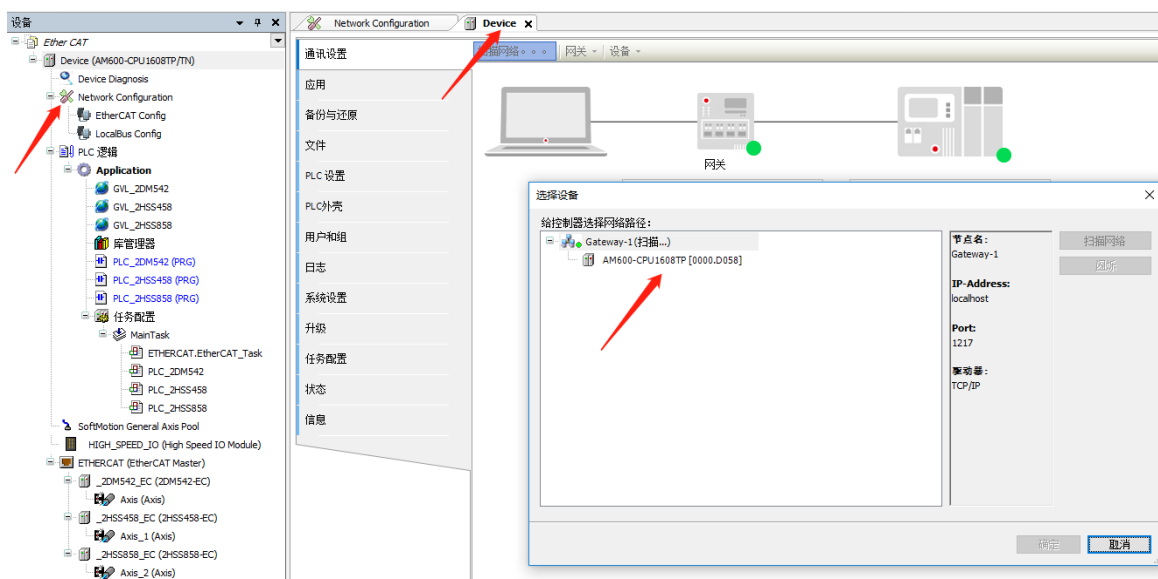 设备
Ether CAT
Device (AM600-CPU1608TP/TN)
Device Diagnosis
Network Configuration
EtherCAT Config
LocalBus Config
PLC 逻辑
Application
GVL_2DM542
GVL_2HSS458
GVL_2HSS858
库管理器
PLC_2DM542 (PRG)
PLC_2HSS458 (PRG)
PLC_2HSS858 (PRG)
任务配置
MainTask
ETHERCAT.EtherCAT_Task
PLC_2DM542
PLC_2HSS458
PLC_2HSS858
SoftMotion General Axis Pool
HIGH_SPEED_IO (High Speed IO Module)
ETHERCAT (EtherCAT Master)
_2DM542_EC (2DM542-EC)
Axis (Axis)
_2HSS458_EC (2HSS458-EC)
Axis_1 (Axis)
_2HSS858_EC (2HSS858-EC)
Axis_2 (Axis)
Network Configuration
Device
通讯设置
应用
备份与还原
文件
PLC 设置
PLC外壳
用户和组
日志
系统设置
升级
任务配置
状态
信息
扫描网络。。。
网关
设备
网关
选择设备
给控制器选择网络路径:
Gateway-1(扫描...)
AM600-CPU1608TP [0000.D058]
节点名:
Gateway-1
IP-Address:
localhost
Port:
1217
驱动器:
TCP/IP
扫描网络
闪烁
确定
取消